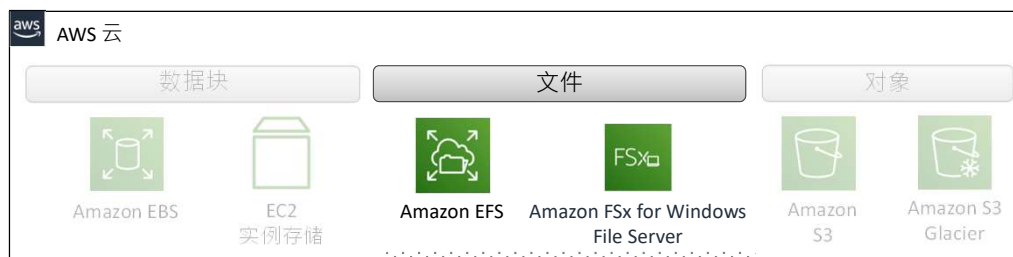 aws
AWS 云
数据块
文件
对象
FSx
Amazon EBS
EC2
实例存储
Amazon EFS
Amazon FSx for Windows
File Server
Amazon
S3
Amazon S3
Glacier